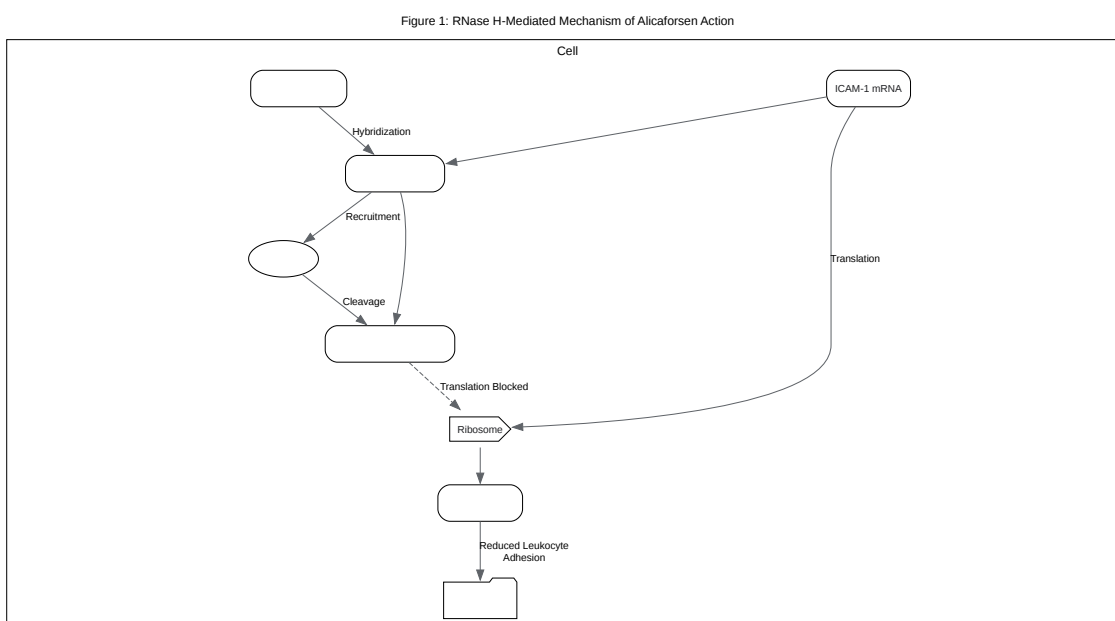 Figure 1: RNase H-Mediated Mechanism of Alicaforsen Action
Cell
ICAM-1 mRNA
Hybridization
Recruitment
Translation
Cleavage
Translation Blocked
Ribosome
Reduced Leukocyte
Adhesion